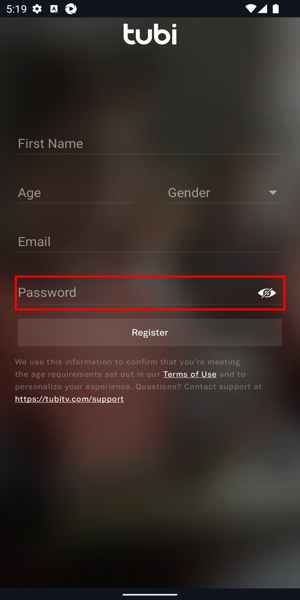 5:19
tubi
First Name
Age
Gender
Email
Password
Register
We use this information to confirm that you're meeting
the age requirements set out in our Terms of Use and to
personalize your experience. Questions? Contact support at
https://tubitv.com/support